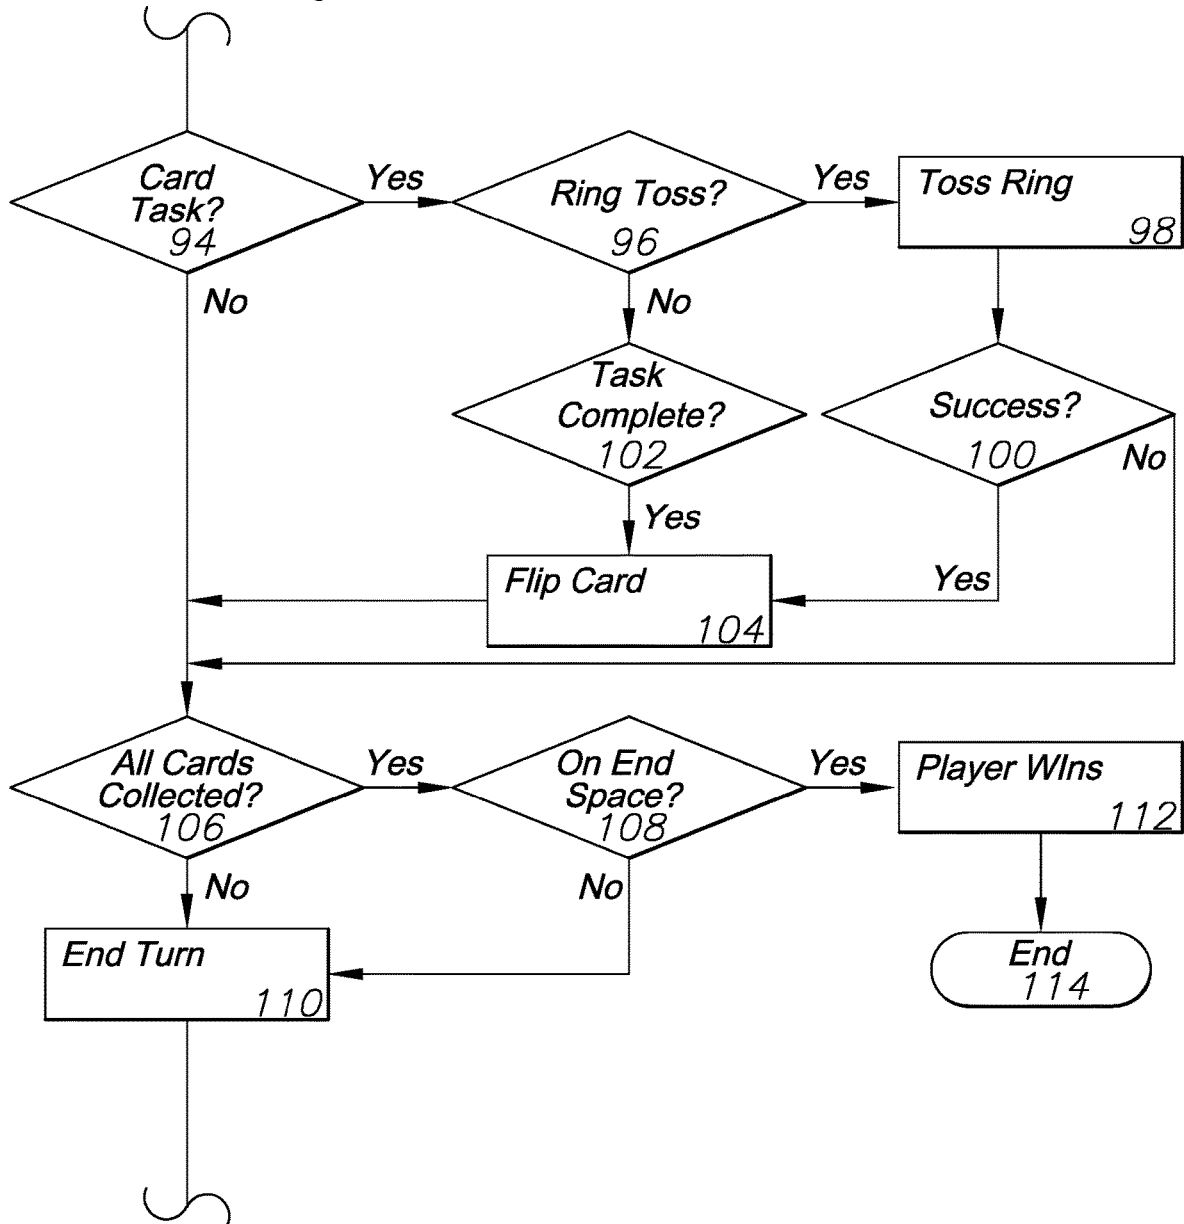 Card
Task?
94
Yes
Ring Toss?
96
Yes
Toss Ring
98
No
No
Task
Complete?
102
Success?
100
No
Yes
Flip Card
104
Yes
All Cards
Collected?
106
Yes
On End
Space?
108
Yes
Player WIns
112
No
No
End Turn
110
End
114